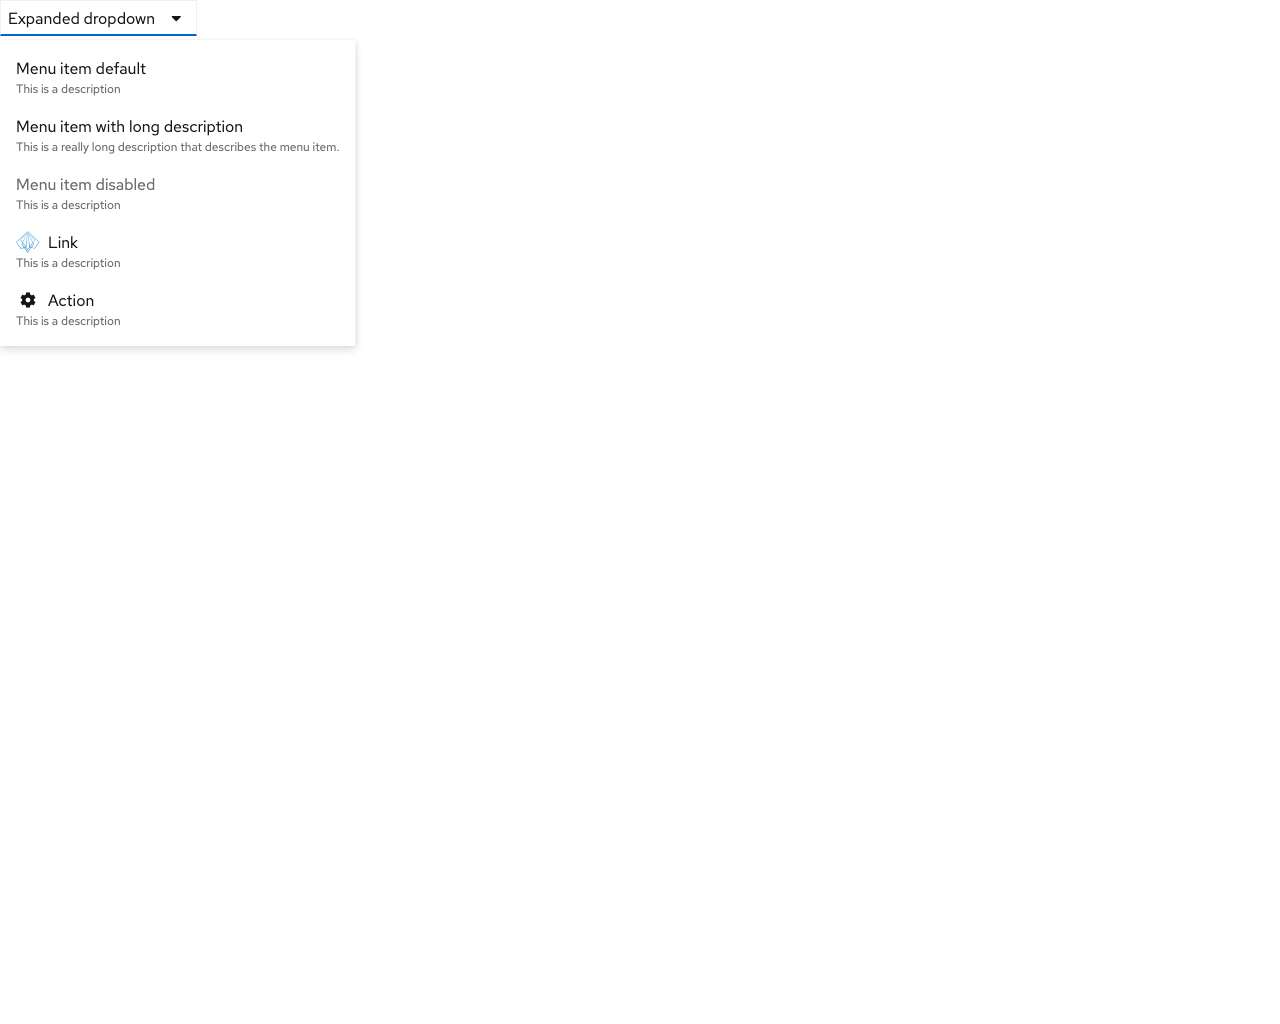 Expanded dropdown
Menu item default
This is a description
Menu item with long description
This is a really long description that describes the menu item.
Menu item disabled
This is a description
Link
This is a description
Action
This is a description